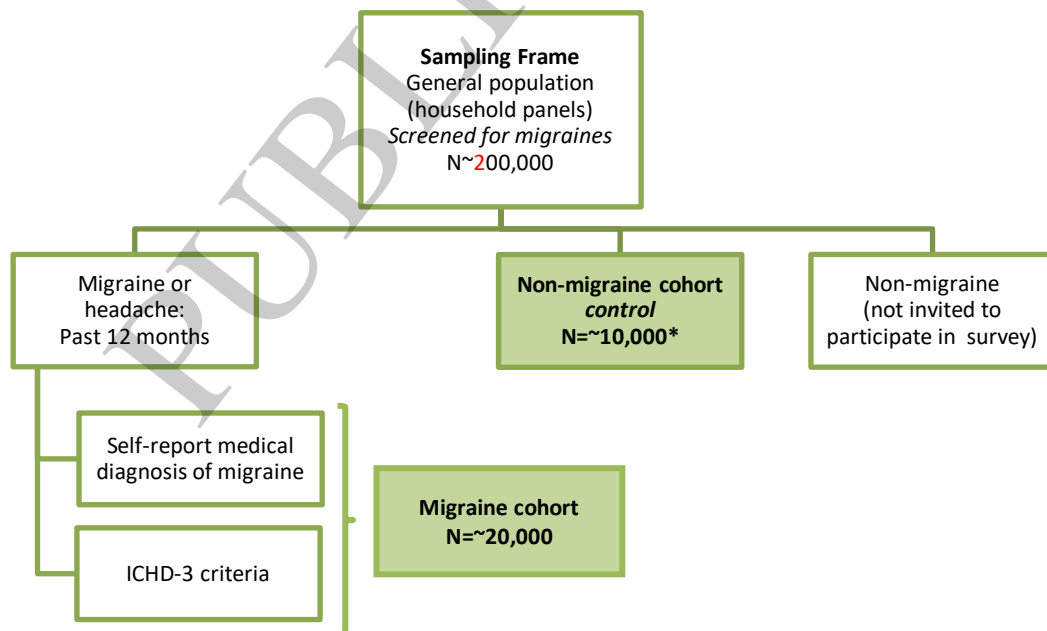 Sampling Frame
General population
(household panels)
Screened for migraines
N~200,000
Migraine or
headache:
Past 12 months
Non-migraine cohort
control
N=~10,000*
Non-migraine
(not invited to
participate in survey)
Self-report medical
diagnosis of migraine
Migraine cohort
N=~20,000
ICHD-3 criteria
PUBL